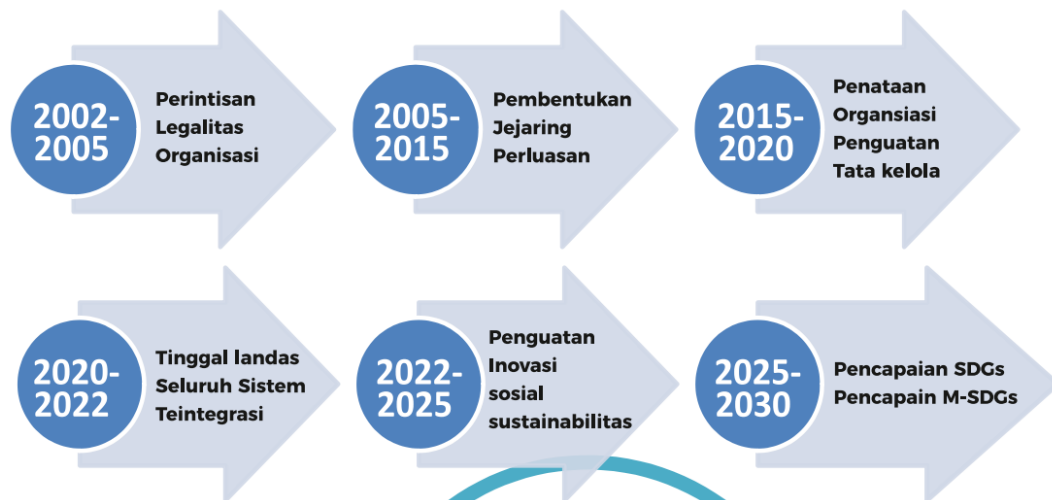 2002-
2005
Perintisan
Legalitas
Organisasi
2005-
2015
Pembentukan
Jejaring
Perluasan
2015-
2020
Penataan
Organsiasi
Penguatan
Tata kelola
2020-
2022
Tinggal landas
Seluruh Sistem
Teintegrasi
2022-
2025
Penguatan
Inovasi
sosial
sustainabilitas
2025-
2030
Pencapaian SDGs
Pencapain M-SDGs